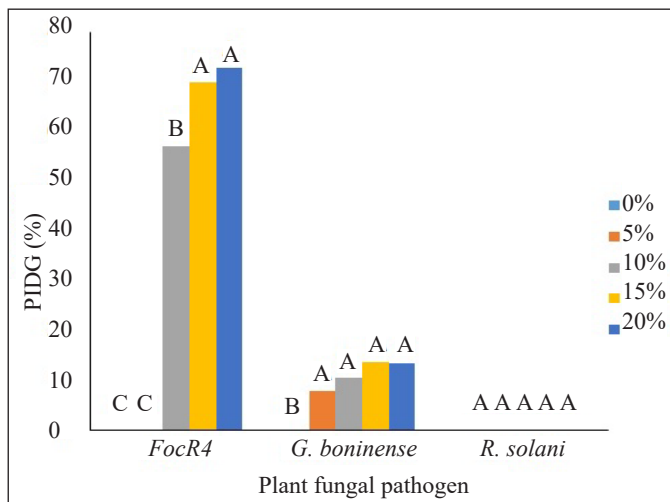 80
70
60
50
40
30
20
10
0
PIDG (%)
C C B A A
B A A A A
A A A A A
FocR4 G. boninense R. solani
Plant fungal pathogen
0%
5%
10%
15%
20%